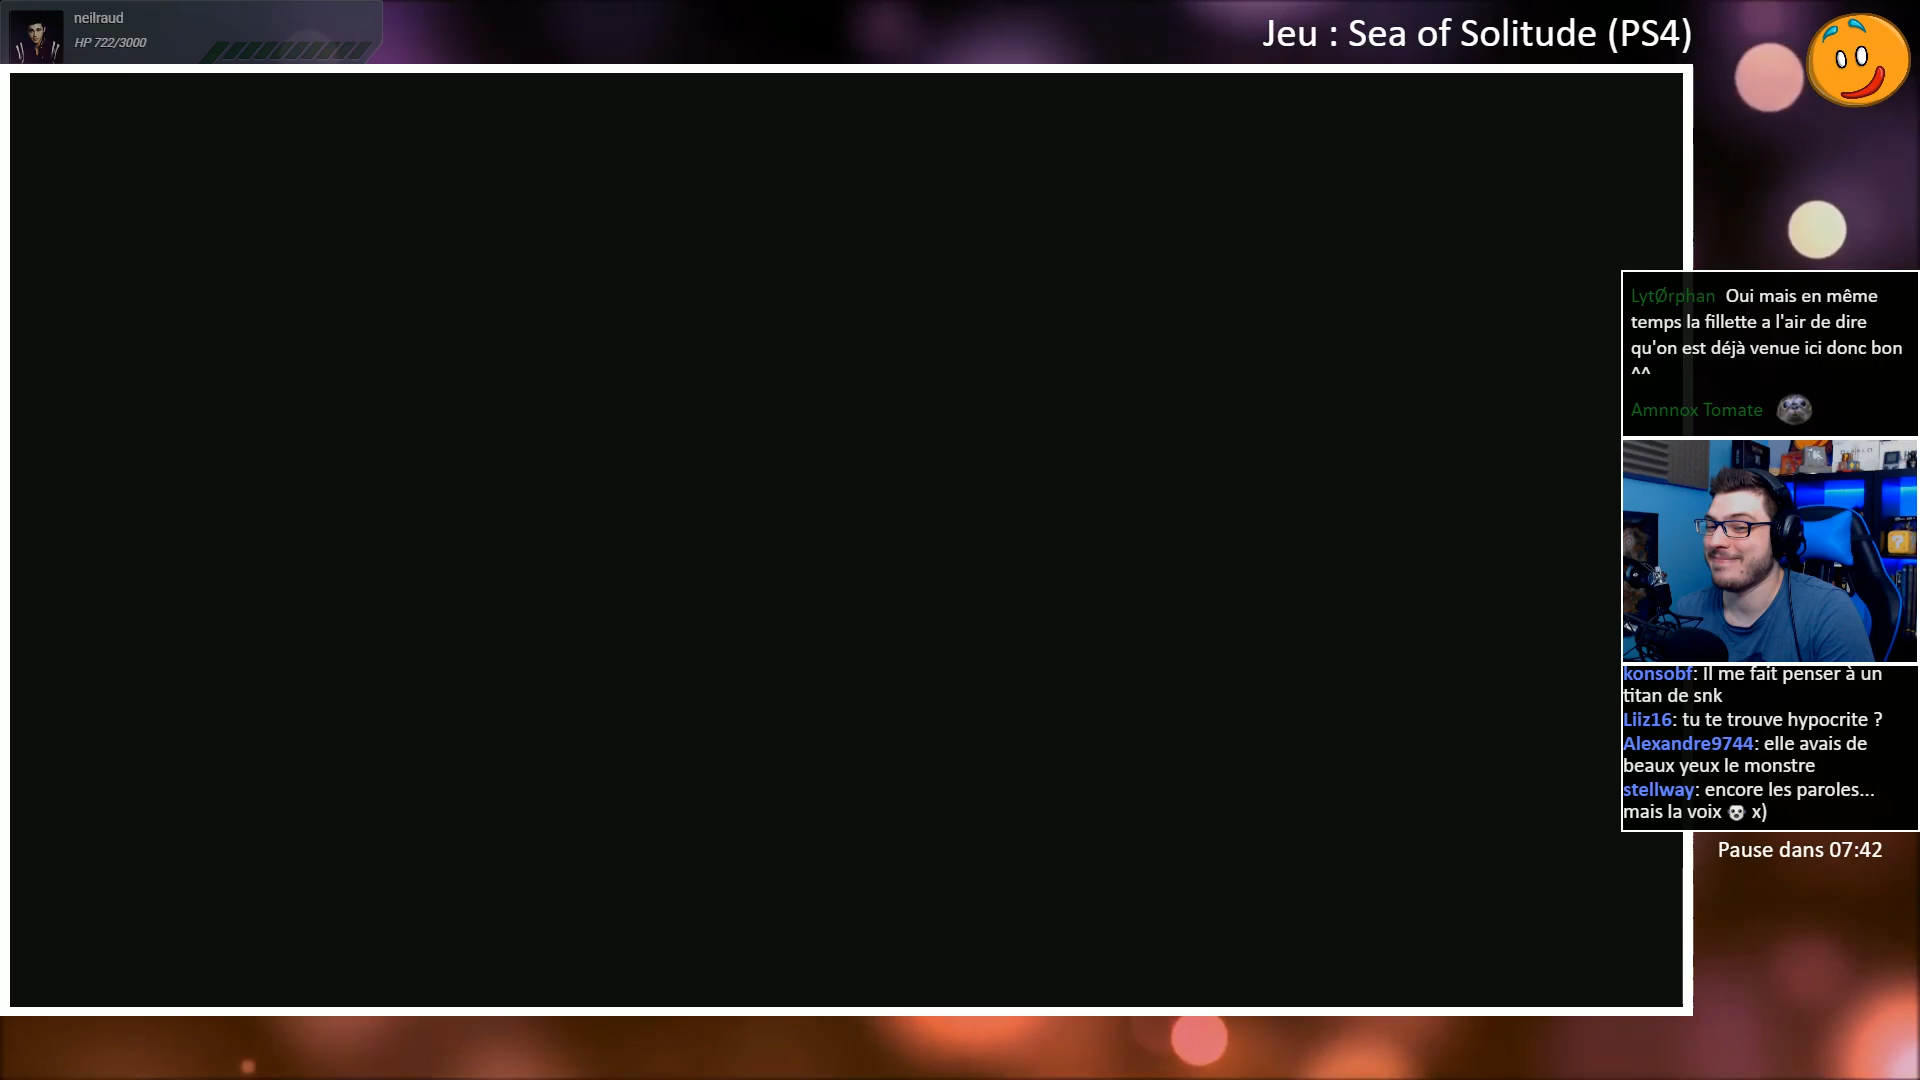 neilraud
HP 722/3000
Jeu : Sea of Solitude (PS4)
LytØrphan Oui mais en même
temps la fillette a l'air de dire
qu'on est déjà venue ici donc bon
^^
Amnnox Tomate
konsobf: Il me fait penser à un
titan de snk
Liiz16: tu te trouve hypocrite ?
Alexandre9744: elle avais de
beaux yeux le monstre
stellway: encore les paroles...
mais la voix 💀 x)
Pause dans 07:42